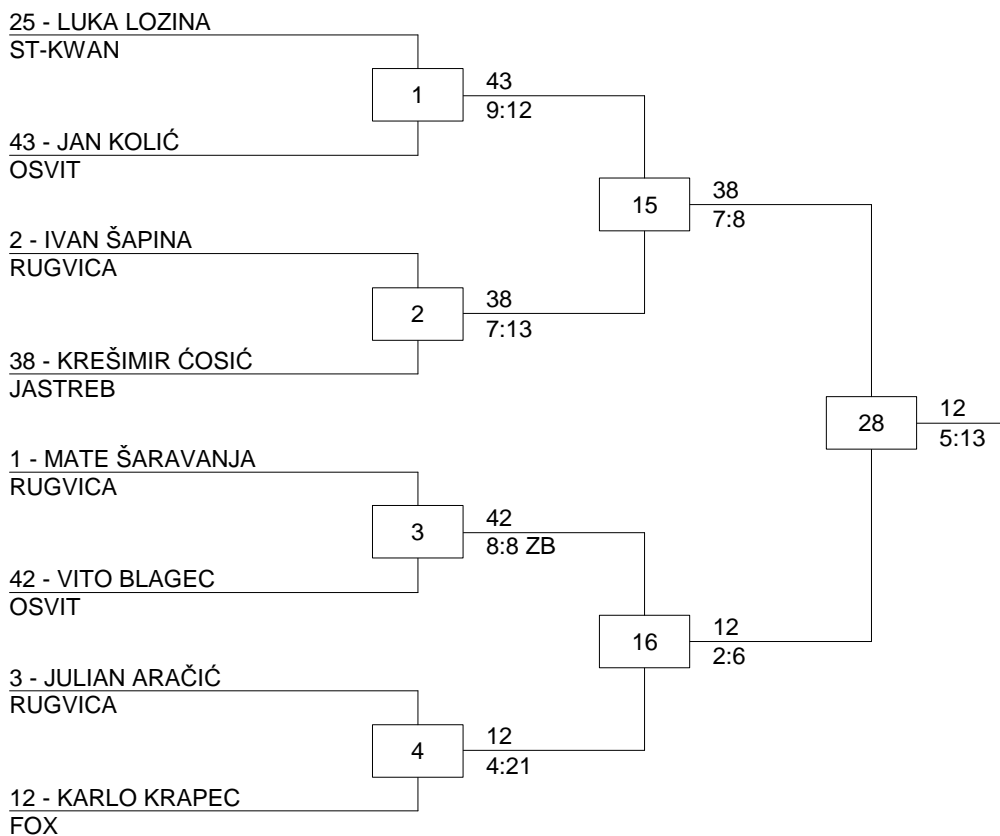 25 - LUKA LOZINA
ST-KWAN
1
43
9:12
43 - JAN KOLIĆ
OSVIT
15
38
7:8
2 - IVAN ŠAPINA
RUGVICA
2
38
7:13
38 - KREŠIMIR ĆOSIĆ
JASTREB
28
12
5:13
1 - MATE ŠARAVANJA
RUGVICA
3
42
8:8 ZB
42 - VITO BLAGEC
OSVIT
16
12
2:6
3 - JULIAN ARAČIĆ
RUGVICA
4
12
4:21
12 - KARLO KRAPEC
FOX